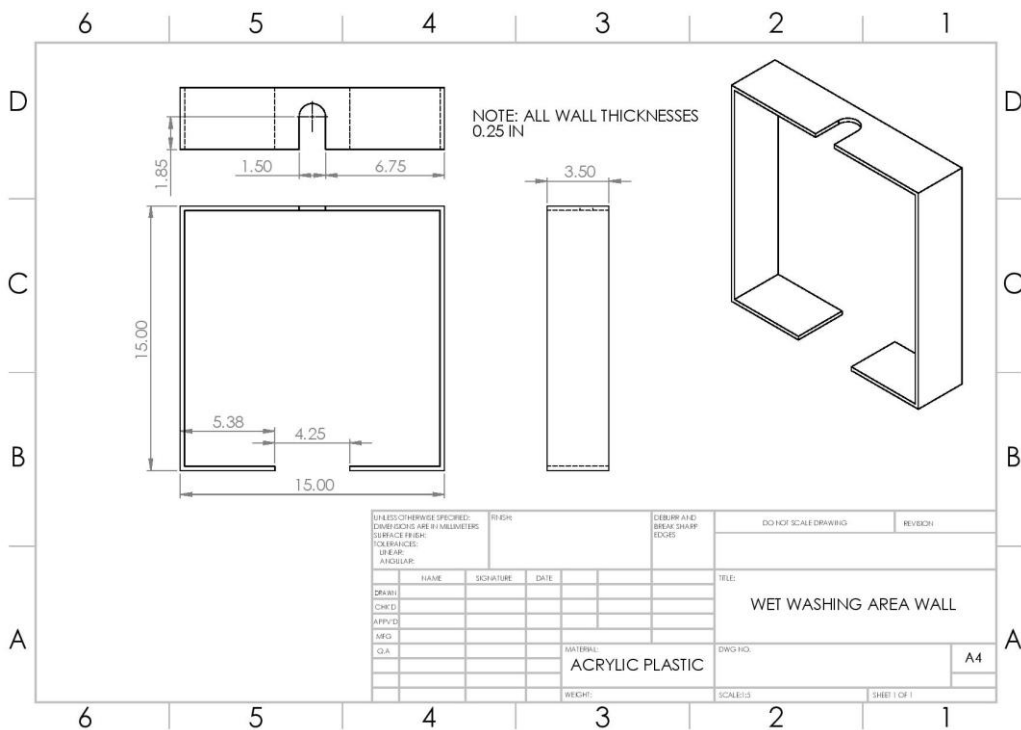 6 5 4 3 2 1
D D
NOTE: ALL WALL THICKNESSES
0.25 IN
1.85
1.50 6.75
3.50
C C
15.00
5.38
4.25
B B
15.00
UNLESS OTHERWISE SPECIFIED:
DIMENSIONS ARE IN MILLIMETERS
SURFACE FINISH:
TOLERANCES:
LINEAR:
ANGULAR:
FINISH:
DEBURR AND
BREAK SHARP
EDGES
DO NOT SCALE DRAWING
REVISION
NAME SIGNATURE DATE
TITLE:
DRAWN
WET WASHING AREA WALL
CHK'D
APPV'D
MFG
A A
Q.A
MATERIAL:
ACRYLIC PLASTIC
DWG NO.
A4
WEIGHT:
SCALE:1:5
SHEET 1 OF 1
6 5 4 3 2 1